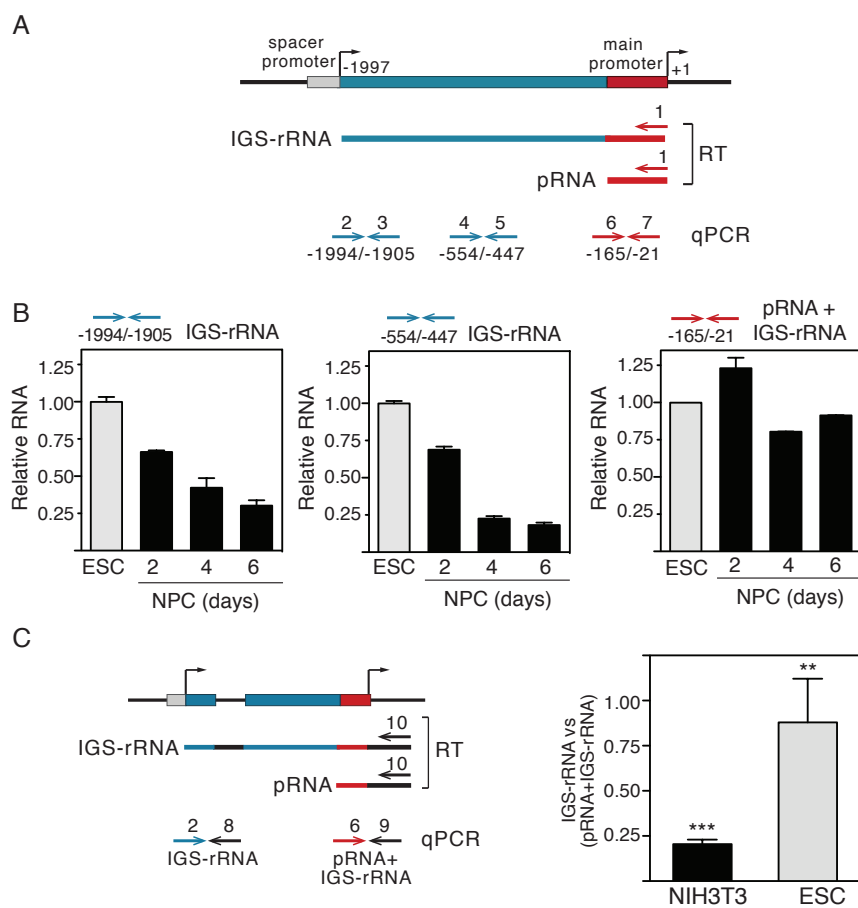 A
spacer promoter
-1997
main promoter
+1
IGS-rRNA
1
pRNA
1
RT
2 3
4 5
6 7
qPCR
-1994/-1905
-554/-447
-165/-21
B
-1994/-1905
IGS-rRNA
Relative RNA
1.25
1.00
0.75
0.50
0.25
ESC 2 4 6
NPC (days)
-554/-447
IGS-rRNA
Relative RNA
1.25
1.00
0.75
0.50
0.25
ESC 2 4 6
NPC (days)
-165/-21
pRNA +
IGS-rRNA
Relative RNA
1.25
1.00
0.75
0.50
0.25
ESC 2 4 6
NPC (days)
C
IGS-rRNA
10
pRNA
10
RT
2 8
6 9
qPCR
IGS-rRNA
pRNA+
IGS-rRNA
IGS-rRNA vs
(pRNA+IGS-rRNA)
1.00
0.75
0.50
0.25
***
**
NIH3T3 ESC